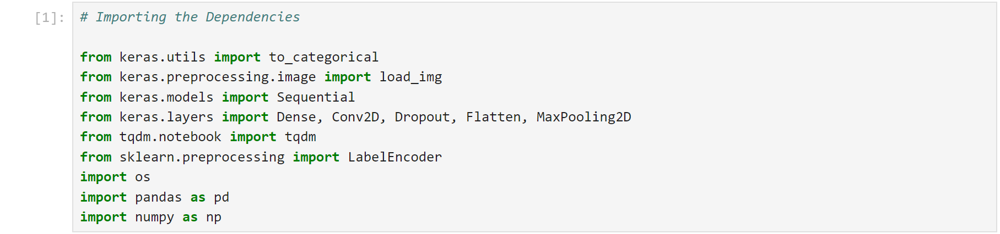 [1]: # Importing the Dependencies
from keras.utils import to_categorical
from keras.preprocessing.image import load_img
from keras.models import Sequential
from keras.layers import Dense, Conv2D, Dropout, Flatten, MaxPooling2D
from tqdm.notebook import tqdm
from sklearn.preprocessing import LabelEncoder
import os
import pandas as pd
import numpy as np